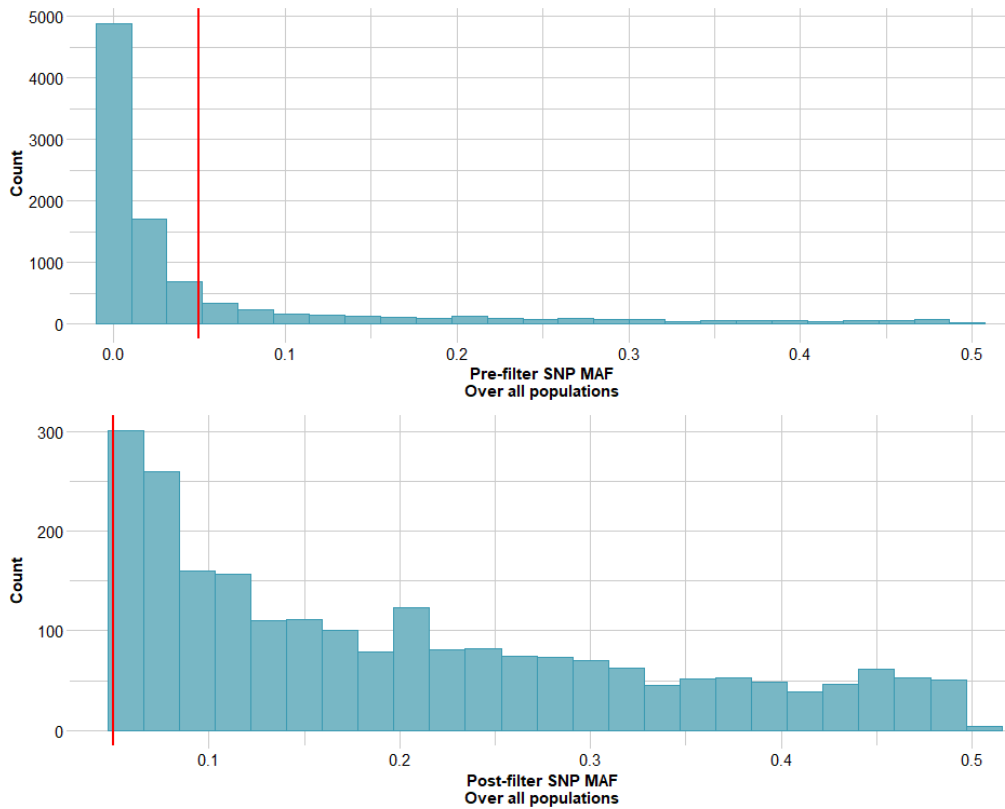 5000
4000
3000
2000
1000
0
Count
0.0 0.1 0.2 0.3 0.4 0.5
Pre-filter SNP MAF
Over all populations
300
200
100
0
Count
0.1 0.2 0.3 0.4 0.5
Post-filter SNP MAF
Over all populations